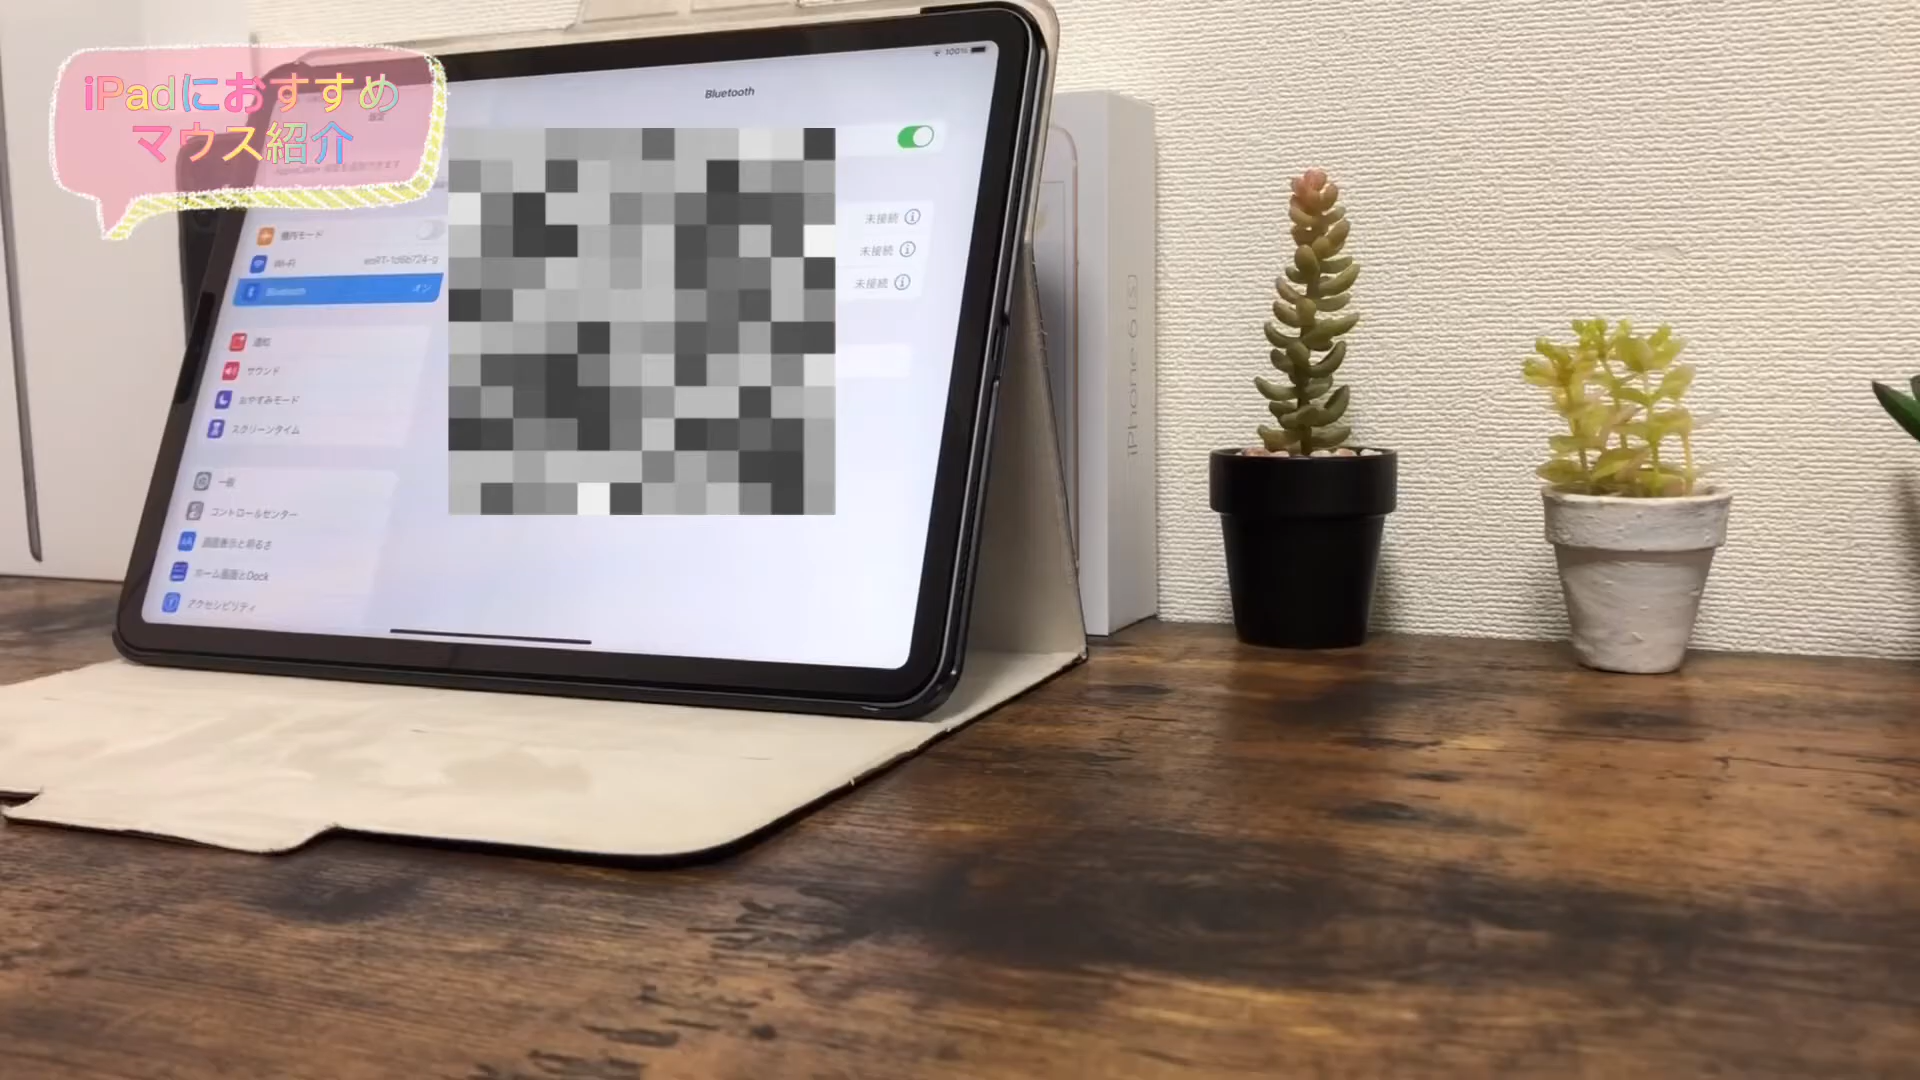 iPadにおすすめ
マウス紹介
100%
Bluetooth
設定
機内モード
Wi-Fi
Bluetooth オン
未接続
未接続
未接続
通知
サウンド
おやすみモード
スクリーンタイム
一般
コントロールセンター
画面表示と明るさ
ホーム画面とDock
アクセシビリティ
iPhone 6 S